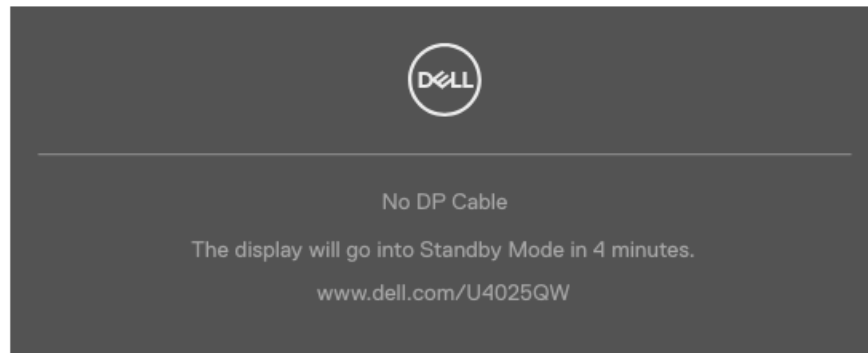 DELL
No DP Cable
The display will go into Standby Mode in 4 minutes.
www.dell.com/U4025QW